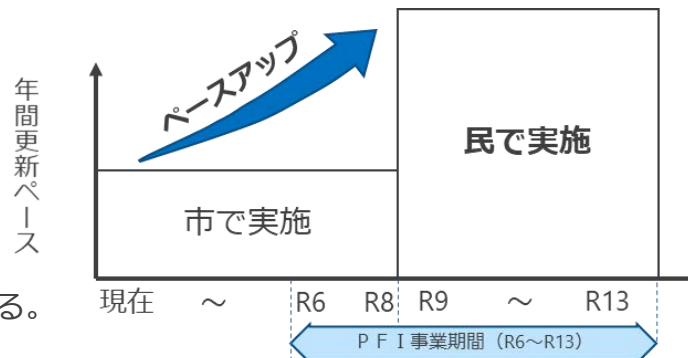 ペースアップ
年間更新ペース
民で実施
市で実施
る。
現在 ～ R6 R8 R9 ～ R13
ＰＦＩ事業期間（R6～R13）